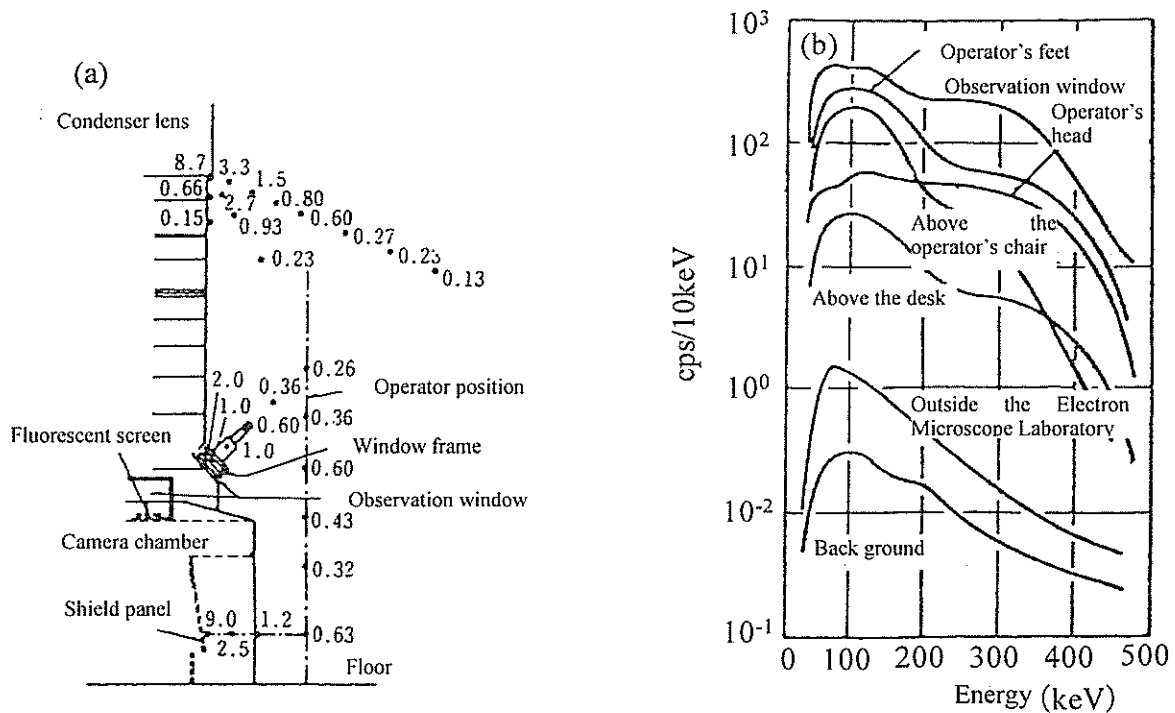 (a)
Condenser lens
8.7
3.3
0.66
1.5
2.7
0.80
0.15
0.93
0.60
0.27
0.23
0.23
0.13
0.26
2.0
0.36
Operator position
1.0
0.60
0.36
Fluorescent screen
1.0
Window frame
0.60
Observation window
0.43
Camera chamber
0.32
Shield panel
9.0
1.2
0.63
2.5
Floor
(b)
10³
Operator's feet
Observation window
Operator's
head
10²
Above the
operator's chair
10¹
Above the desk
cps/10keV
10⁰
Outside the Electron
Microscope Laboratory
10⁻²
Back ground
10⁻¹
0 100 200 300 400 500
Energy (keV)